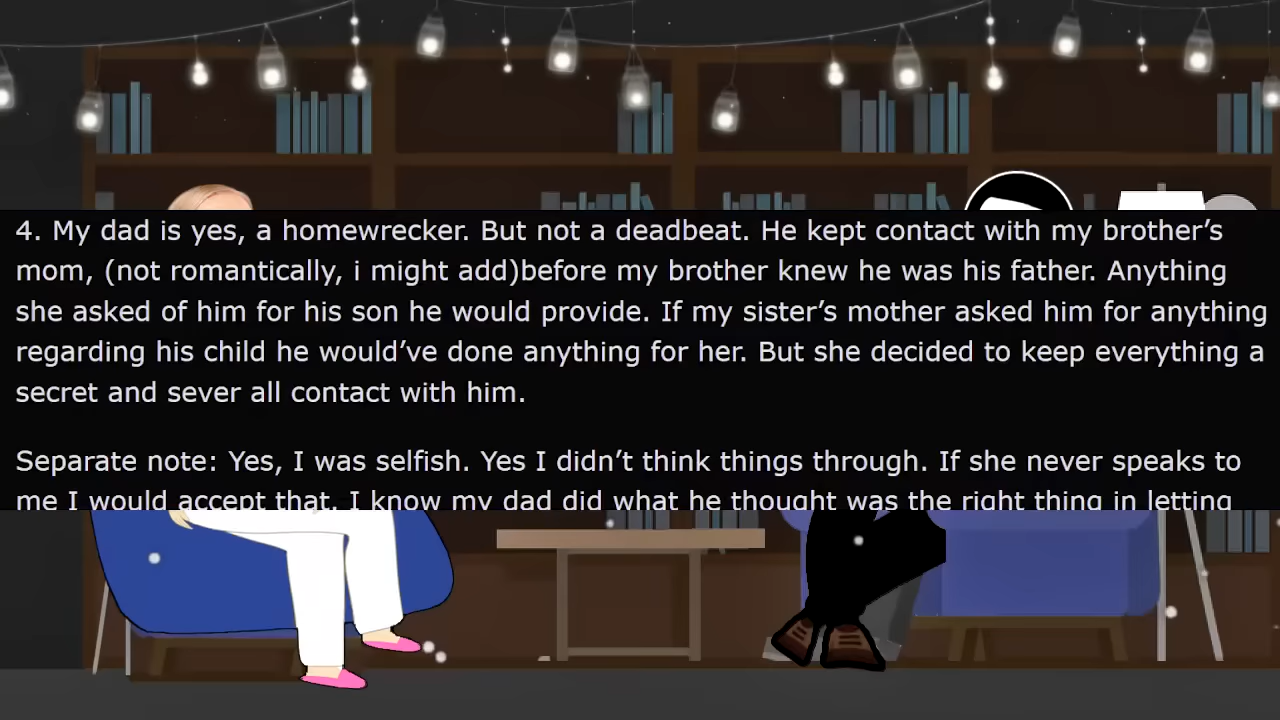 4. My dad is yes, a homewrecker. But not a deadbeat. He kept contact with my brother’s
mom, (not romantically, i might add)before my brother knew he was his father. Anything
she asked of him for his son he would provide. If my sister’s mother asked him for anything
regarding his child he would’ve done anything for her. But she decided to keep everything a
secret and sever all contact with him.
Separate note: Yes, I was selfish. Yes I didn’t think things through. If she never speaks to
me I would accept that. I know my dad did what he thought was the right thing in letting